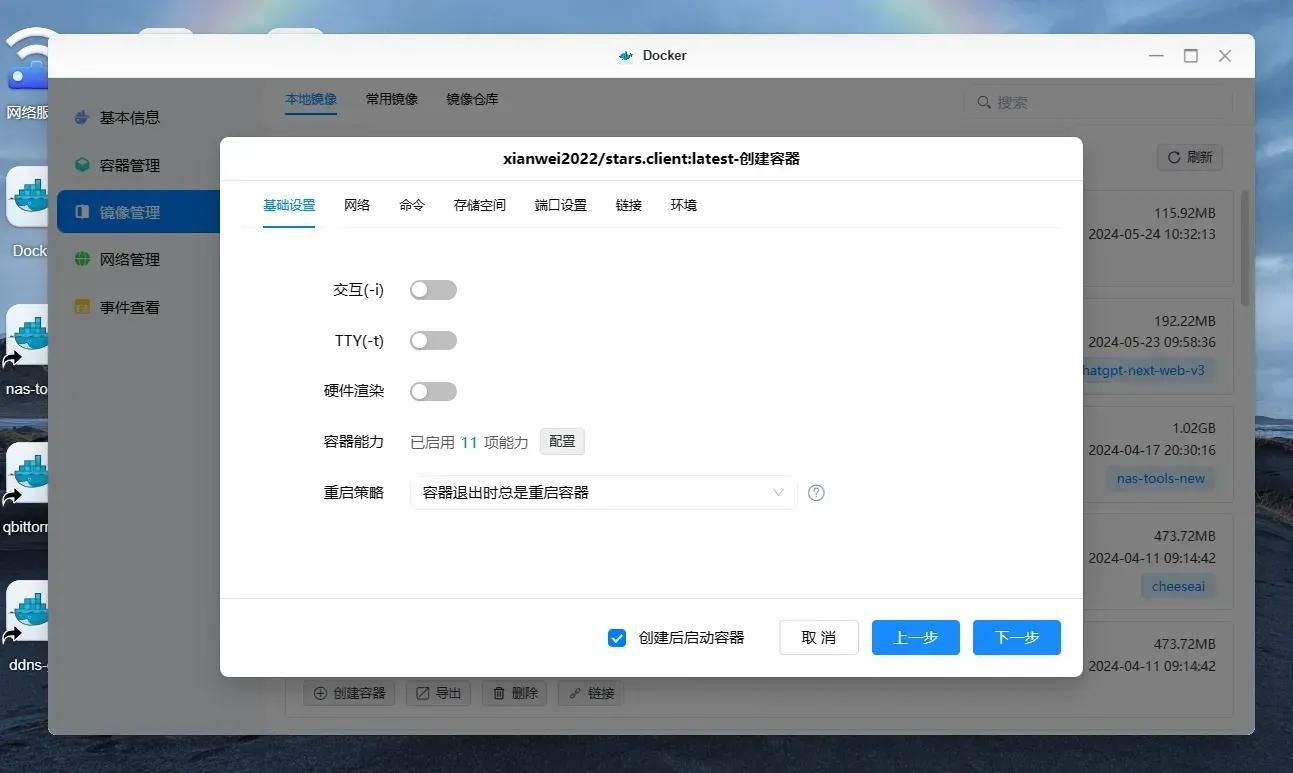 Docker
网络服
Dock
nas-to
qbittorr
ddns-
基本信息
容器管理
镜像管理
网络管理
事件查看
本地镜像 常用镜像 镜像仓库
搜索
刷新
xianwei2022/stars.client:latest-创建容器
基础设置 网络 命令 存储空间 端口设置 链接 环境
交互(-i)
TTY(-t)
硬件渲染
容器能力 已启用 11 项能力 配置
重启策略 容器退出时总是重启容器 ?
创建后启动容器 取 消 上一步 下一步
115.92MB
2024-05-24 10:32:13
192.22MB
2024-05-23 09:58:36
hatgpt-next-web-v3
1.02GB
2024-04-17 20:30:16
nas-tools-new
473.72MB
2024-04-11 09:14:42
cheeseai
473.72MB
2024-04-11 09:14:42
创建容器 导出 删除 链接